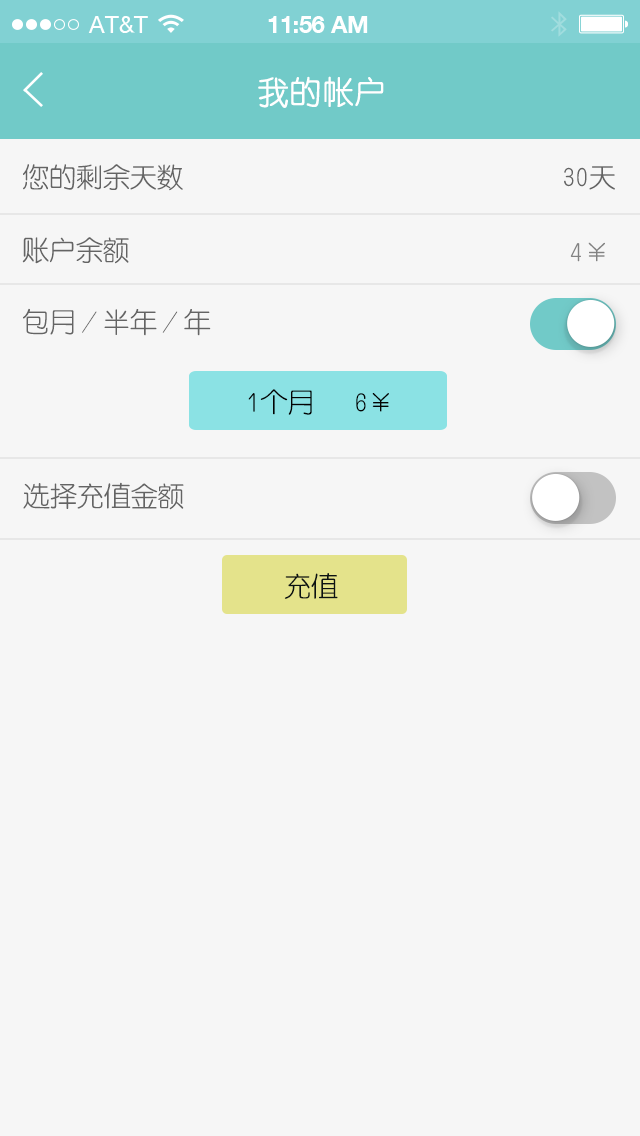 AT&T 11:56 AM
我的帐户
您的剩余天数 30天
账户余额 4¥
包月/半年/年
1个月 6¥
选择充值金额
充值